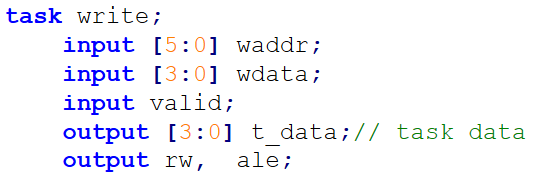 task write;
input [5:0] waddr;
input [3:0] wdata;
input valid;
output [3:0] t_data;// task data
output rw, ale;